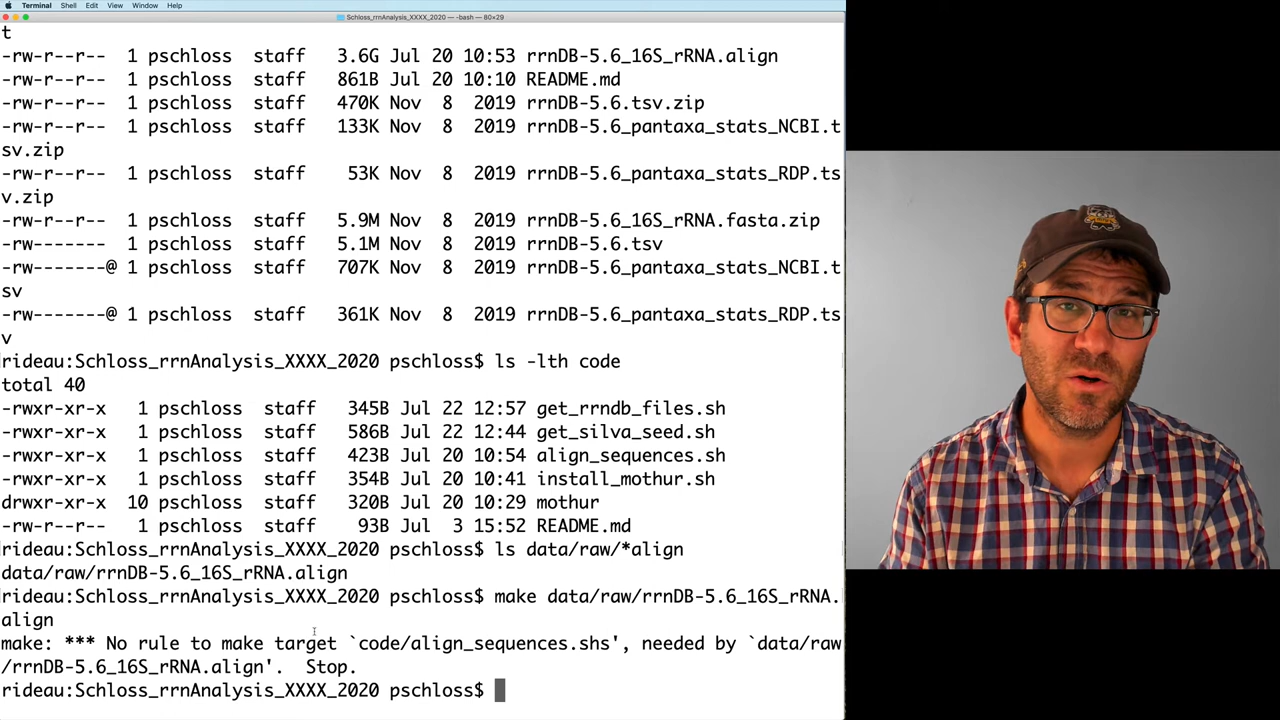 Terminal Shell Edit View Window Help
Schloss_rrnAnalysis_XXXX_2020 — -bash — 80×29
t
-rw-r--r-- 1 pschloss staff 3.6G Jul 20 10:53 rrnDB-5.6_16S_rRNA.align
-rw-r--r-- 1 pschloss staff 861B Jul 20 10:10 README.md
-rw-r--r-- 1 pschloss staff 470K Nov 8 2019 rrnDB-5.6.tsv.zip
-rw-r--r-- 1 pschloss staff 133K Nov 8 2019 rrnDB-5.6_pantaxa_stats_NCBI.t
sv.zip
-rw-r--r-- 1 pschloss staff 53K Nov 8 2019 rrnDB-5.6_pantaxa_stats_RDP.ts
v.zip
-rw-r--r-- 1 pschloss staff 5.9M Nov 8 2019 rrnDB-5.6_16S_rRNA.fasta.zip
-rw------- 1 pschloss staff 5.1M Nov 8 2019 rrnDB-5.6.tsv
-rw-------@ 1 pschloss staff 707K Nov 8 2019 rrnDB-5.6_pantaxa_stats_NCBI.t
sv
-rw-------@ 1 pschloss staff 361K Nov 8 2019 rrnDB-5.6_pantaxa_stats_RDP.ts
v
rideau:Schloss_rrnAnalysis_XXXX_2020 pschloss$ ls -lth code
total 40
-rwxr-xr-x 1 pschloss staff 345B Jul 22 12:57 get_rrndb_files.sh
-rwxr-xr-x 1 pschloss staff 586B Jul 22 12:44 get_silva_seed.sh
-rwxr-xr-x 1 pschloss staff 423B Jul 20 10:54 align_sequences.sh
-rwxr-xr-x 1 pschloss staff 354B Jul 20 10:41 install_mothur.sh
drwxr-xr-x 10 pschloss staff 320B Jul 20 10:29 mothur
-rw-r--r-- 1 pschloss staff 93B Jul 3 15:52 README.md
rideau:Schloss_rrnAnalysis_XXXX_2020 pschloss$ ls data/raw/*align
data/raw/rrnDB-5.6_16S_rRNA.align
rideau:Schloss_rrnAnalysis_XXXX_2020 pschloss$ make data/raw/rrnDB-5.6_16S_rRNA.
align
make: *** No rule to make target `code/align_sequences.shs', needed by `data/raw
/rrnDB-5.6_16S_rRNA.align'. Stop.
rideau:Schloss_rrnAnalysis_XXXX_2020 pschloss$